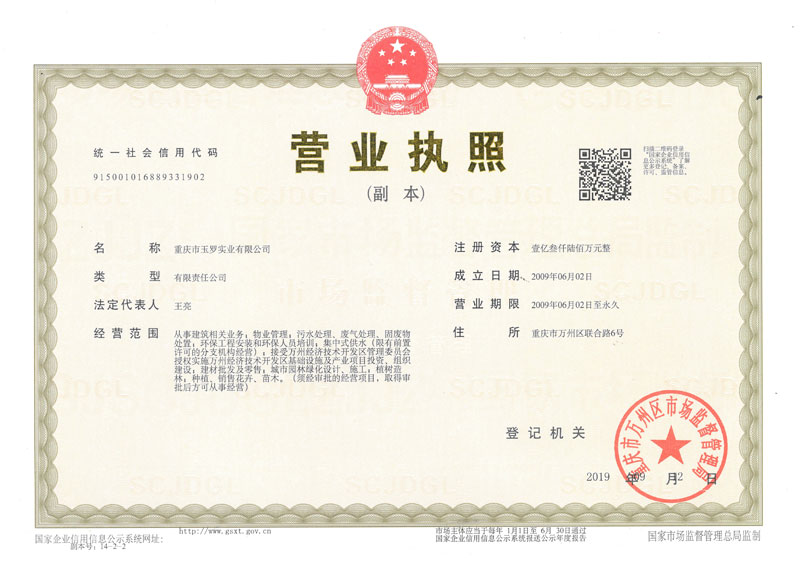 统一社会信用代码
915001016889331902
营业执照
(副 本)
扫描二维码登录
"国家企业信用信
息公示系统"了解
更多登记、备案、
许可、监管信息。
名 称 重庆市玉罗实业有限公司
类 型 有限责任公司
法定代表人 王亮
经营范围 从事建筑相关业务；物业管理；污水处理、废气处理、固废物
处置；环保工程安装和环保人员培训；集中式供水（限有前置
许可的分支机构经营）；接受万州经济技术开发区管理委员会
授权实施万州经济技术开发区基础设施及产业项目投资、组织
建设；建材批发及零售；城市园林绿化设计、施工；植树造
林；种植、销售花卉、苗木。（须经审批的经营项目，取得审
批后方可从事经营）
注册资本 壹亿叁仟陆佰万元整
成立日期 2009年06月02日
营业期限 2009年06月02日至永久
住 所 重庆市万州区联合路6号
登记机关
重庆市万州区市场监督管理局
2019 年 09 月 12 日
国家企业信用信息公示系统网址：
http://www.gsxt.gov.cn
副本号：14-2-2
市场主体应当于每年 1月1日至 6月 30日通过
国家企业信用信息公示系统报送公示年度报告
国家市场监督管理总局监制